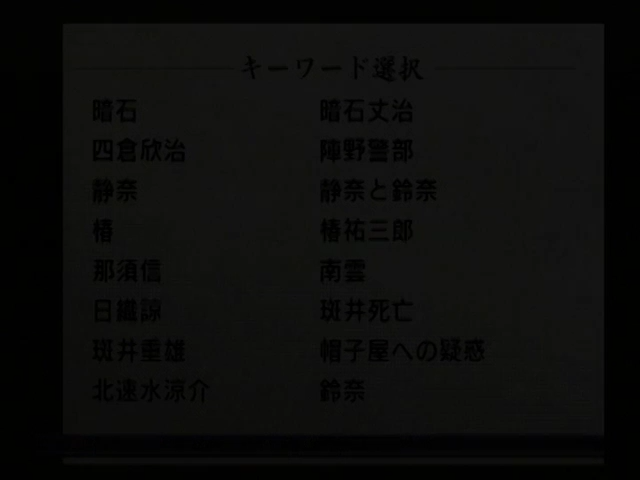 キーワード選択
暗石 暗石丈治
四倉欣治 陣野警部
静奈 静奈と鈴奈
椿 椿祐三郎
那須信 南雲
日織諒 斑井死亡
斑井重雄 帽子屋への疑惑
北速水涼介 鈴奈